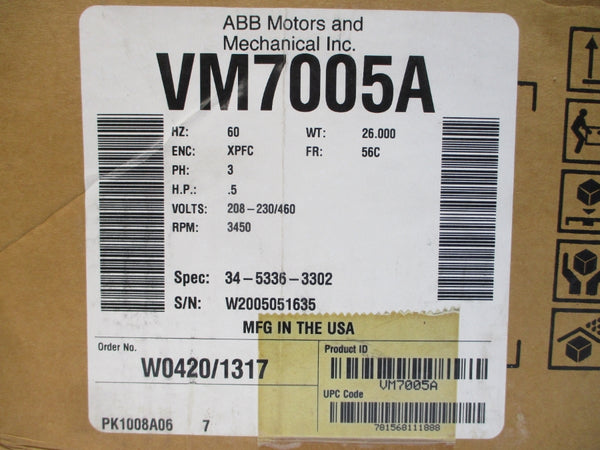 ABB Motors and
Mechanical Inc.
VM7005A
HZ: 60 WT: 26.000
ENC: XPFC FR: 56C
PH: 3
H.P.: .5
VOLTS: 208-230/460
RPM: 3450
Spec: 34-5336-3302
S/N: W2005051635
MFG IN THE USA
Order No. Product ID
W0420/1317
VM7005A
UPC Code
PK1008A06 7 781568111888